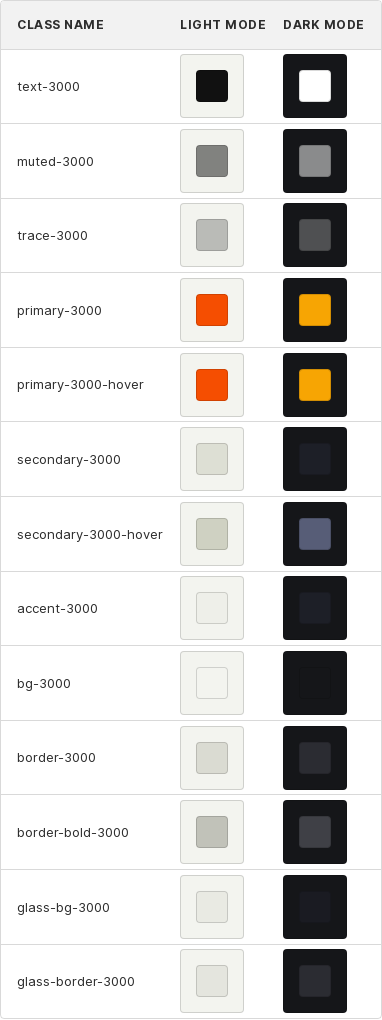 CLASS NAME LIGHT MODE DARK MODE
text-3000
muted-3000
trace-3000
primary-3000
primary-3000-hover
secondary-3000
secondary-3000-hover
accent-3000
bg-3000
border-3000
border-bold-3000
glass-bg-3000
glass-border-3000